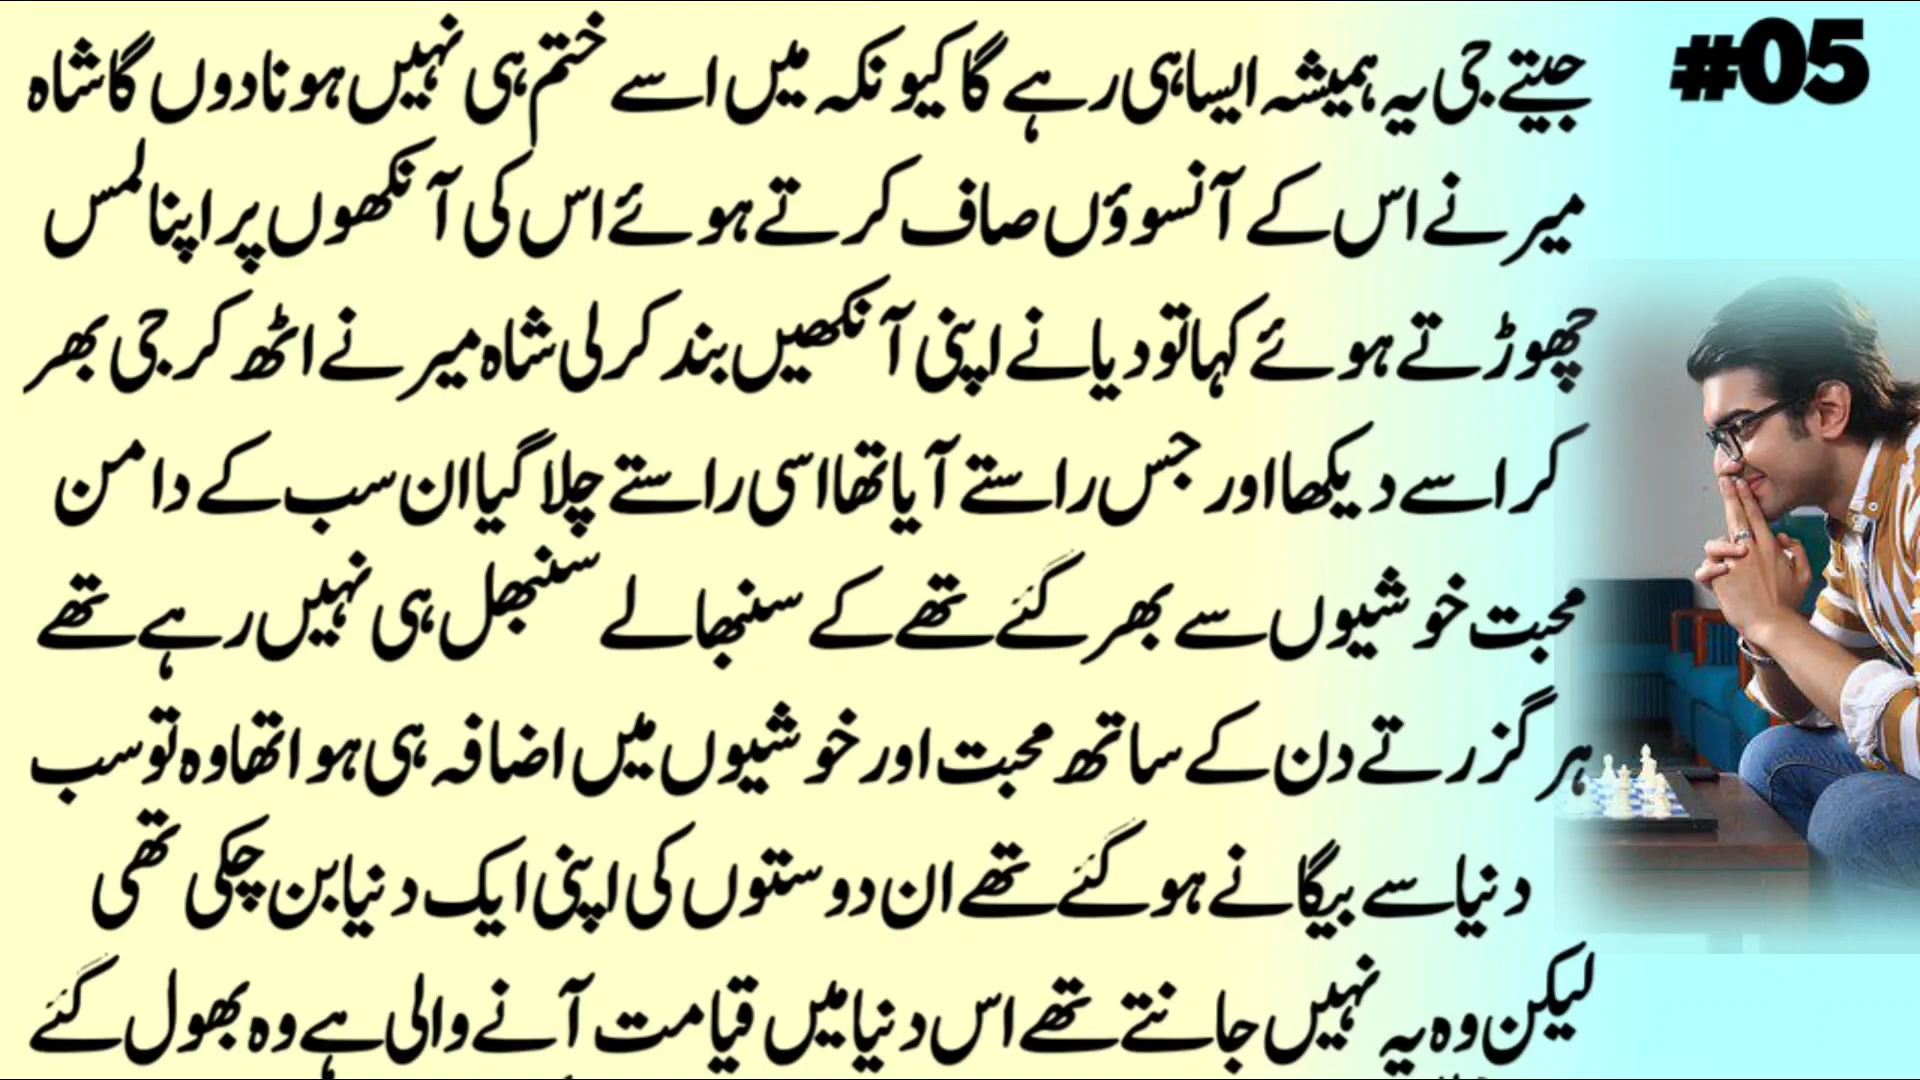 #05
جیتے جی یہ ہمیشہ ایسا ہی رہے گا کیونکہ میں اسے ختم ہی نہیں ہونا دوں گا شاہ
میر نے اس کے آنسوؤں صاف کرتے ہوئے اس کی آنکھوں پر اپنا لمس
چھوڑتے ہوئے کہا تو دیا نے اپنی آنکھیں بند کر لی شاہ میر نے اٹھ کر جی بھر
کر اسے دیکھا اور جس راستے آیا تھا اسی راستے چلا گیا ان سب کے دامن
محبت خوشیوں سے بھر گئے تھے کے سنبھالے سنبھل ہی نہیں رہے تھے
ہر گزرتے دن کے ساتھ محبت اور خوشیوں میں اضافہ ہی ہوا تھا وہ تو سب
دنیا سے بیگانے ہو گئے تھے ان دوستوں کی اپنی ایک دنیا بن چکی تھی
لیکن وہ یہ نہیں جانتے تھے اس دنیا میں قیامت آنے والی ہے وہ بھول گئے